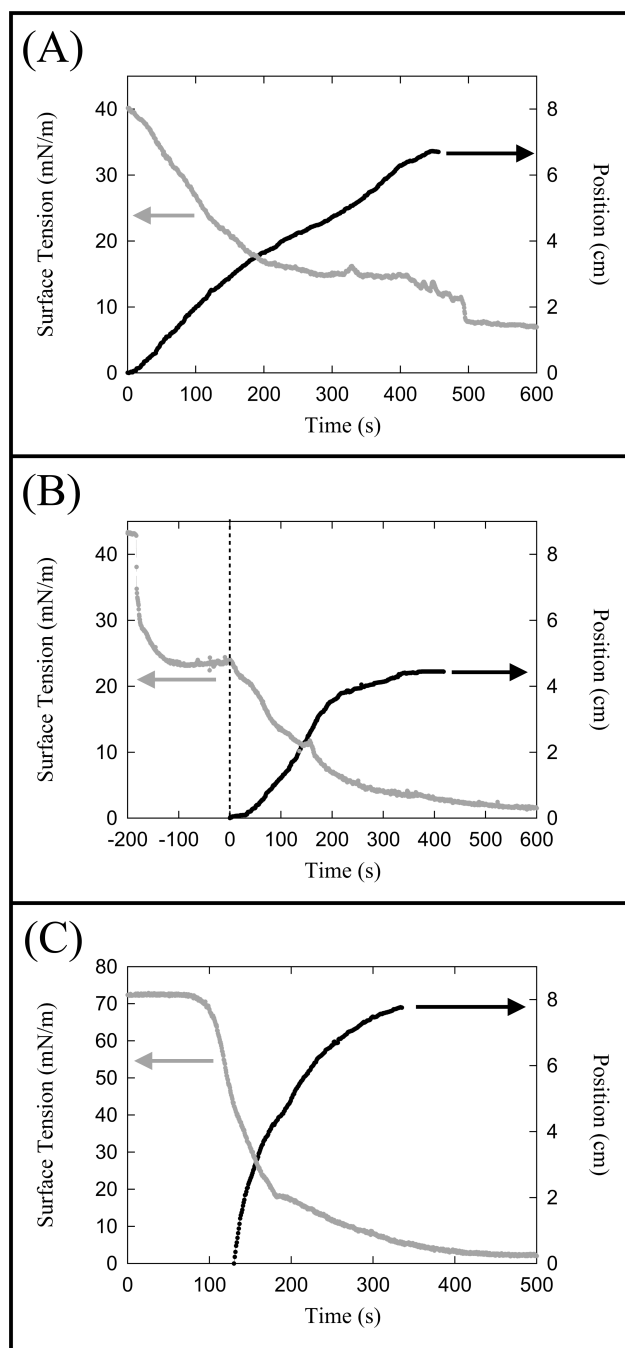 (A)
40
30
20
10
0
8
6
4
2
0
Surface Tension (mN/m)
Position (cm)
0 100 200 300 400 500 600
Time (s)
(B)
40
30
20
10
0
8
6
4
2
0
Surface Tension (mN/m)
Position (cm)
-200 -100 0 100 200 300 400 500 600
Time (s)
(C)
80
70
60
50
40
30
20
10
0
8
6
4
2
0
Surface Tension (mN/m)
Position (cm)
0 100 200 300 400 500
Time (s)